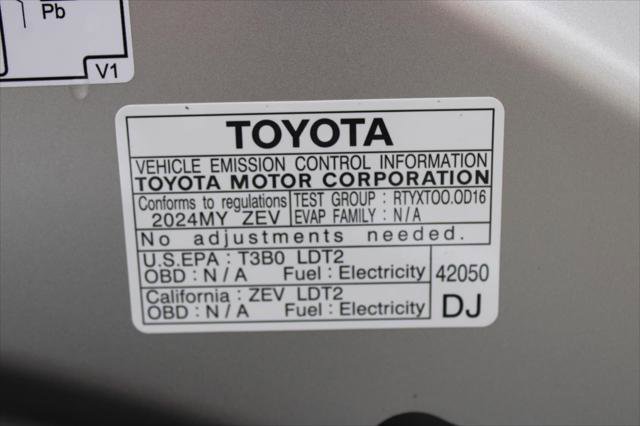 Pb
V1
TOYOTA
VEHICLE EMISSION CONTROL INFORMATION
TOYOTA MOTOR CORPORATION
Conforms to regulations
2024MY ZEV
TEST GROUP : RTYXT00.0D16
EVAP FAMILY : N/A
No adjustments needed.
U.S.EPA : T3B0 LDT2
OBD : N/A Fuel : Electricity
California : ZEV LDT2
OBD : N/A Fuel : Electricity
42050
DJ